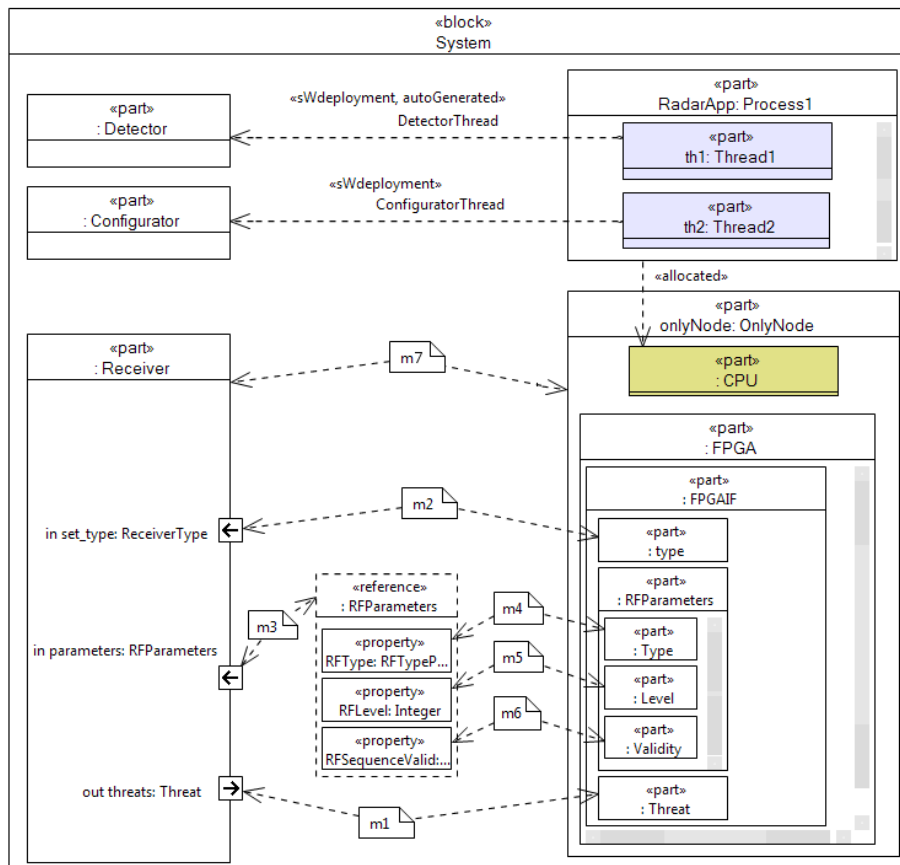 «block»
System
«part»
: Detector
«sWdeployment, autoGenerated»
DetectorThread
«part»
RadarApp: Process1
«part»
th1: Thread1
«part»
: Configurator
«sWdeployment»
ConfiguratorThread
«part»
th2: Thread2
«allocated»
«part»
: Receiver
m7
«part»
onlyNode: OnlyNode
«part»
: CPU
«part»
: FPGA
«part»
: FPGAIF
in set_type: ReceiverType
m2
«part»
: type
in parameters: RFParameters
m3
«reference»
: RFParameters
«property»
RFType: RFTypeP...
«property»
RFLevel: Integer
«property»
RFSequenceValid:...
m4
m5
m6
«part»
: RFParameters
«part»
: Type
«part»
: Level
«part»
: Validity
out threats: Threat
m1
«part»
: Threat